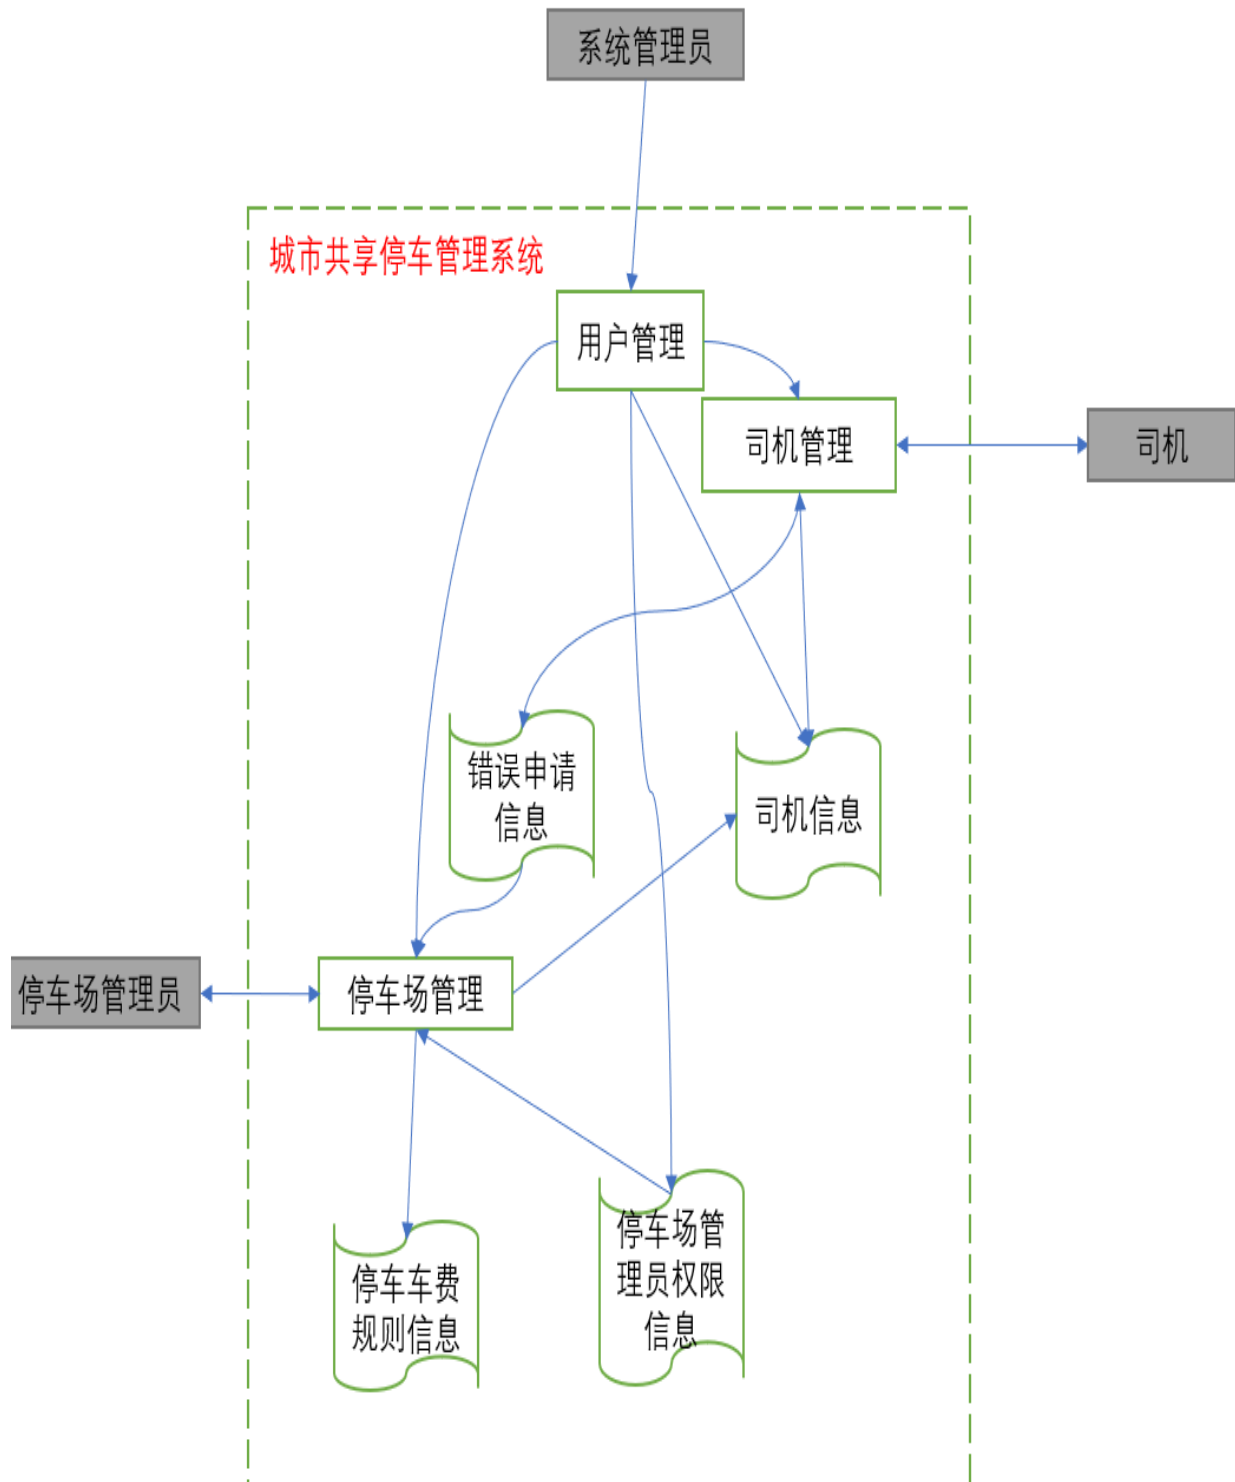 系统管理员
城市共享停车管理系统
用户管理
司机管理
司机
错误申请
信息
司机信息
停车场管理员
停车场管理
停车车费
规则信息
停车场管
理员权限
信息